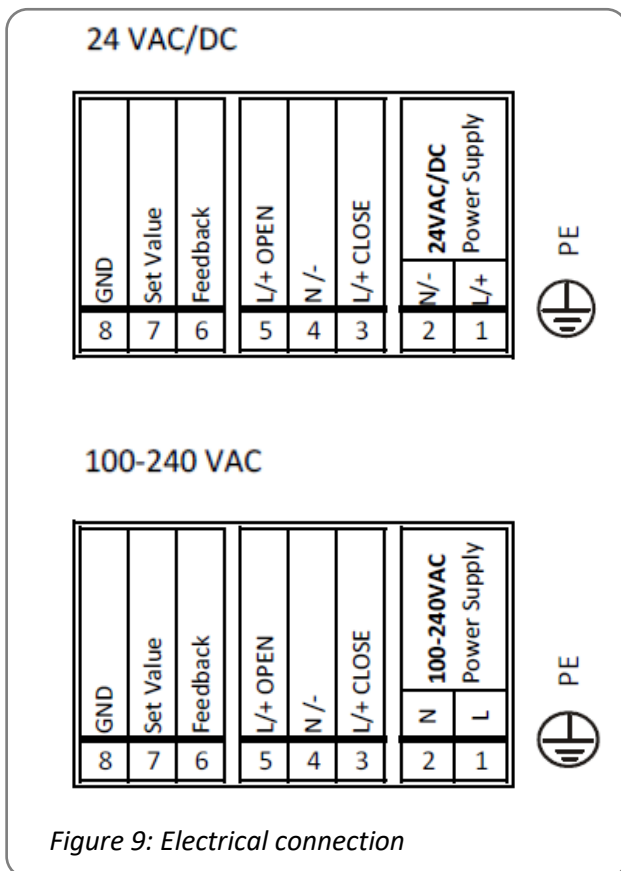 24 VAC/DC
GND
Set Value
Feedback
L/+ OPEN
N /-
L/+ CLOSE
24VAC/DC
Power Supply
N/-
L/+
PE
8 7 6 5 4 3 2 1
100-240 VAC
GND
Set Value
Feedback
L/+ OPEN
N /-
L/+ CLOSE
100-240VAC
Power Supply
N
L
PE
8 7 6 5 4 3 2 1
Figure 9: Electrical connection